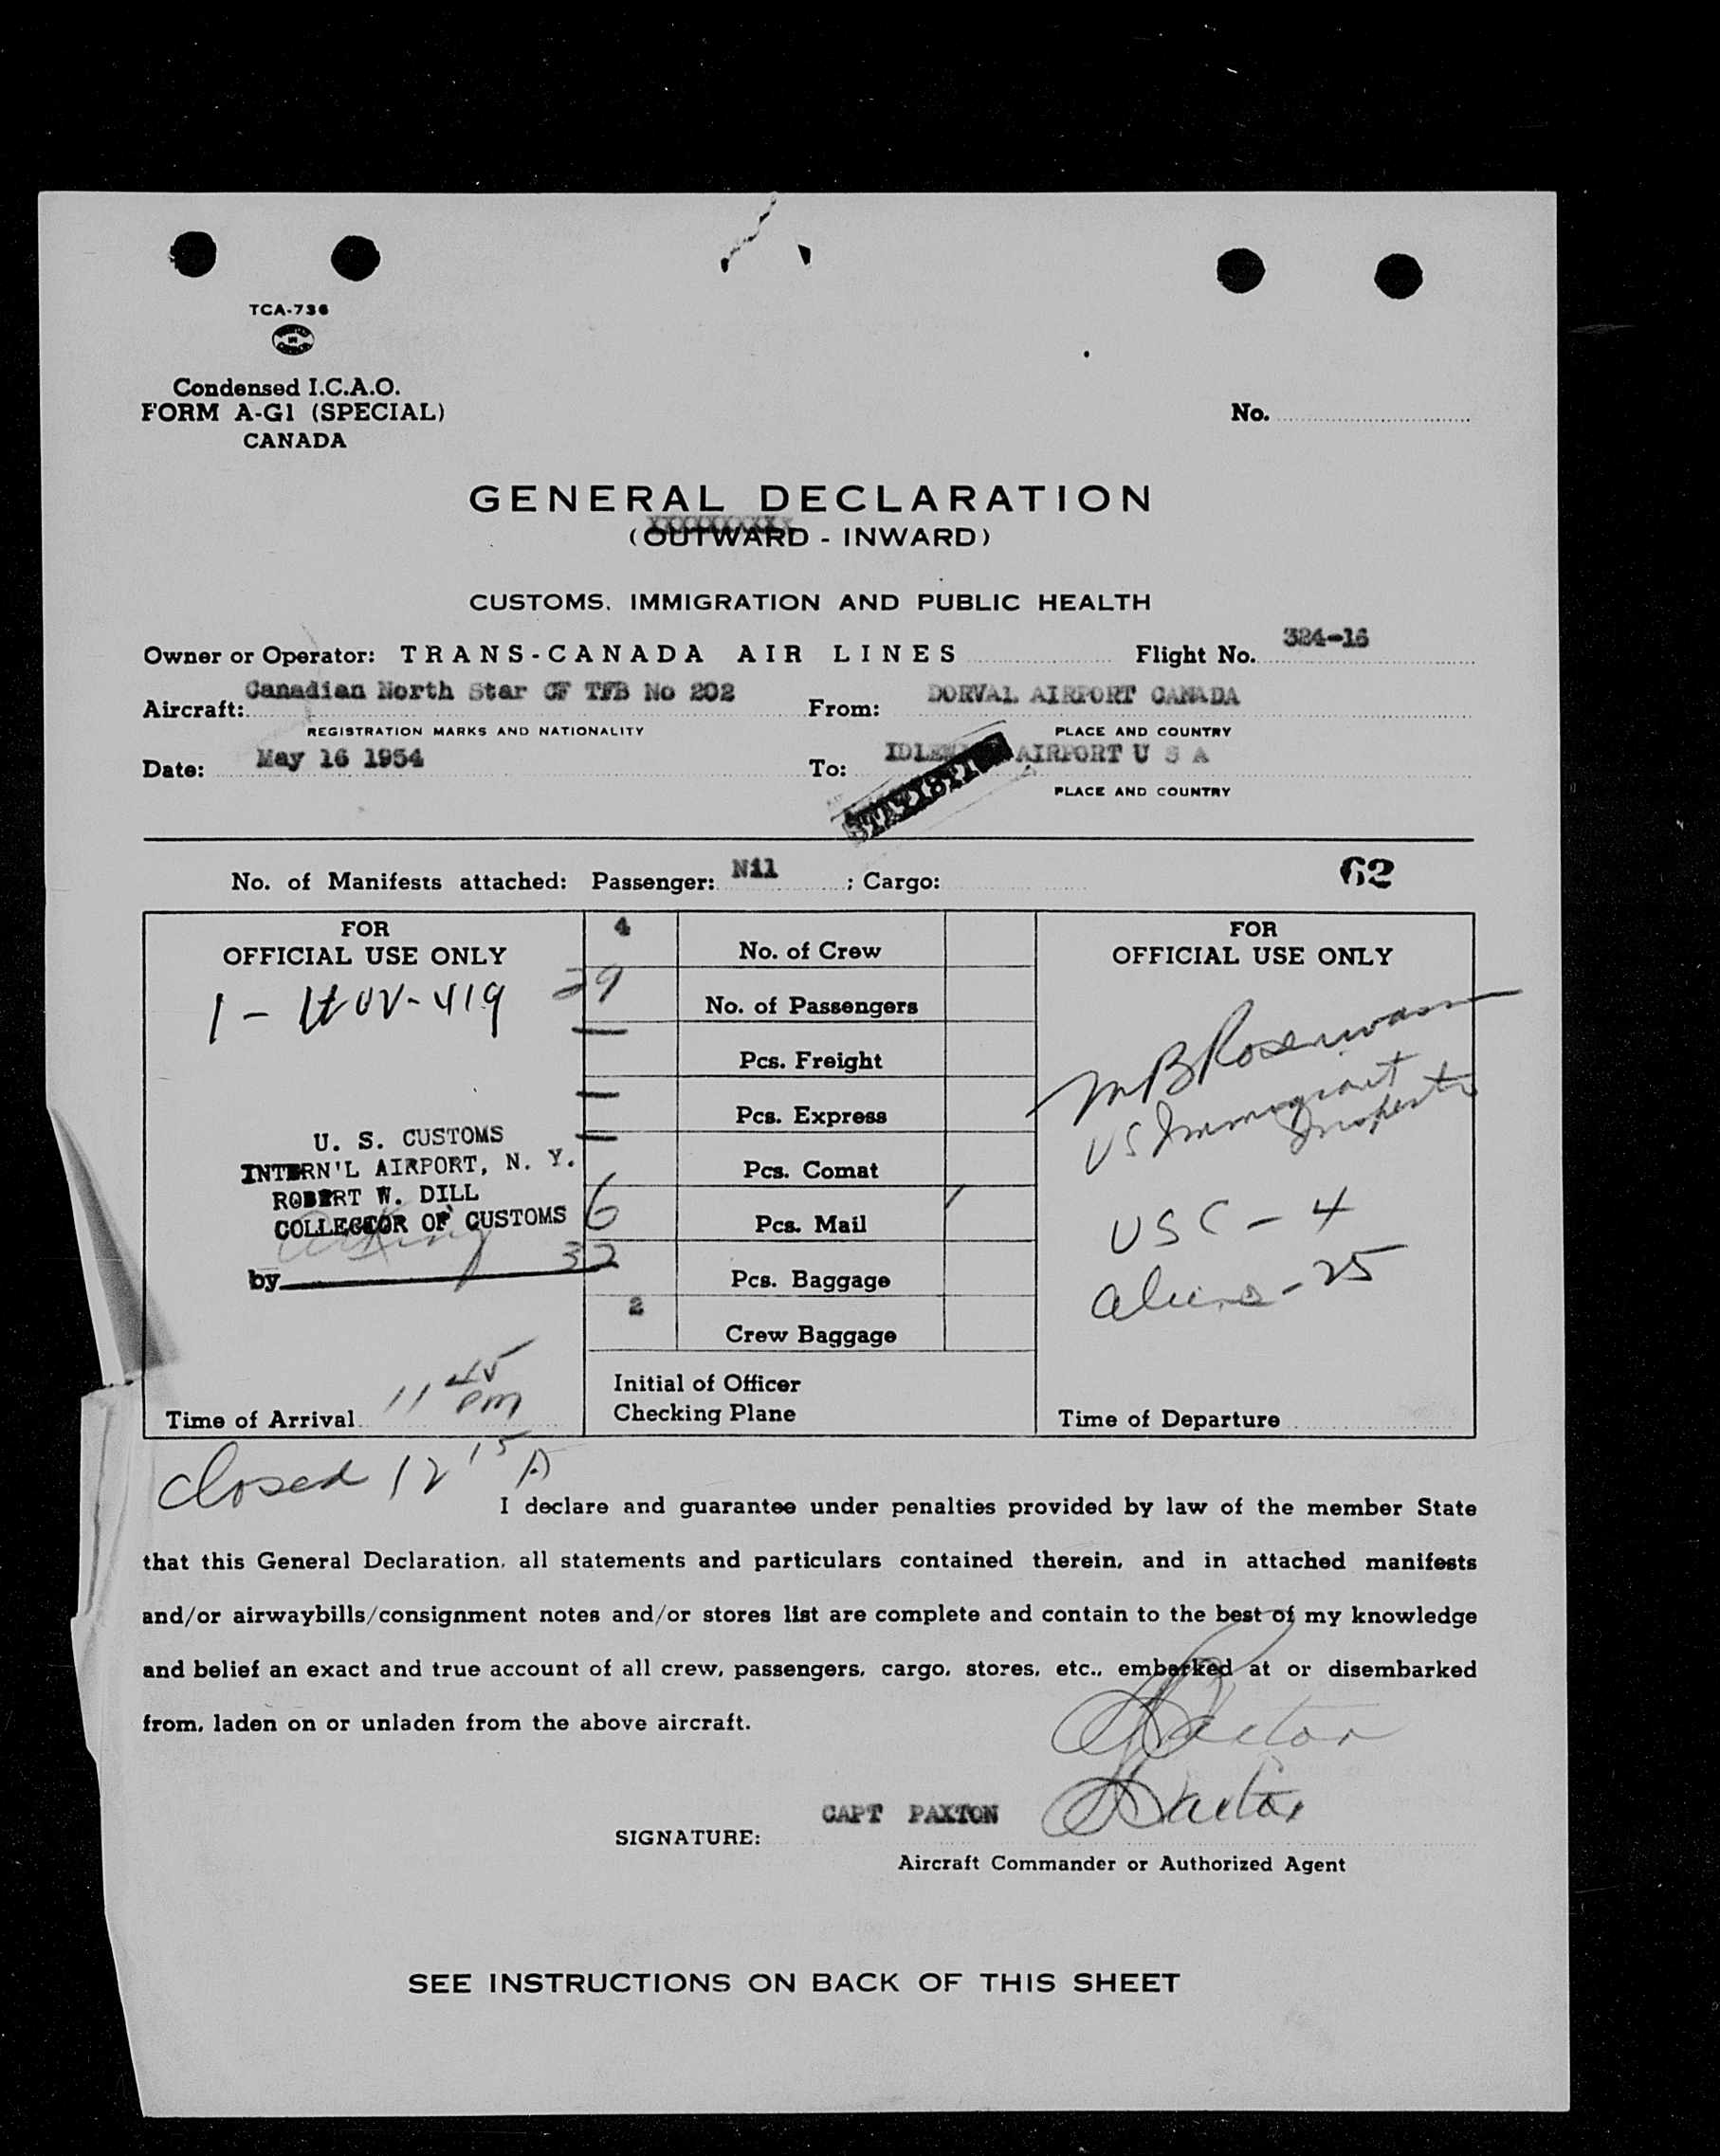 TCA-736
Condensed I.C.A.O.
FORM A-G1 (SPECIAL)
CANADA
No.
GENERAL DECLARATION
(OUTWARD - INWARD)
CUSTOMS, IMMIGRATION AND PUBLIC HEALTH
Owner or Operator: TRANS-CANADA AIR LINES Flight No. 324-16
Aircraft: Canadian North Star CF TFB No 202 From: DORVAL AIRPORT CANADA
REGISTRATION MARKS AND NATIONALITY PLACE AND COUNTRY
Date: May 16 1954 To: AIRPORT U S A
PLACE AND COUNTRY
No. of Manifests attached: Passenger: Nil ; Cargo: 62
FOR
OFFICIAL USE ONLY
4 No. of Crew
29 No. of Passengers
— Pcs. Freight
— Pcs. Express
— Pcs. Comat
6 Pcs. Mail
32 Pcs. Baggage
2 Crew Baggage
Initial of Officer
Checking Plane
U. S. CUSTOMS
INTERN'L AIRPORT, N. Y.
ROBERT W. DILL
COLLECTOR OF CUSTOMS
by
Time of Arrival 11 45 PM
FOR
OFFICIAL USE ONLY
US Immigrant
Inspector
USC - 4
aliens - 25
Time of Departure
closed 12 15 A
I declare and guarantee under penalties provided by law of the member State
that this General Declaration, all statements and particulars contained therein, and in attached manifests
and/or airwaybills/consignment notes and/or stores list are complete and contain to the best of my knowledge
and belief an exact and true account of all crew, passengers, cargo, stores, etc., embarked at or disembarked
from, laden on or unladen from the above aircraft.
Paxton
SIGNATURE: CAPT PAXTON Paxton
Aircraft Commander or Authorized Agent
SEE INSTRUCTIONS ON BACK OF THIS SHEET